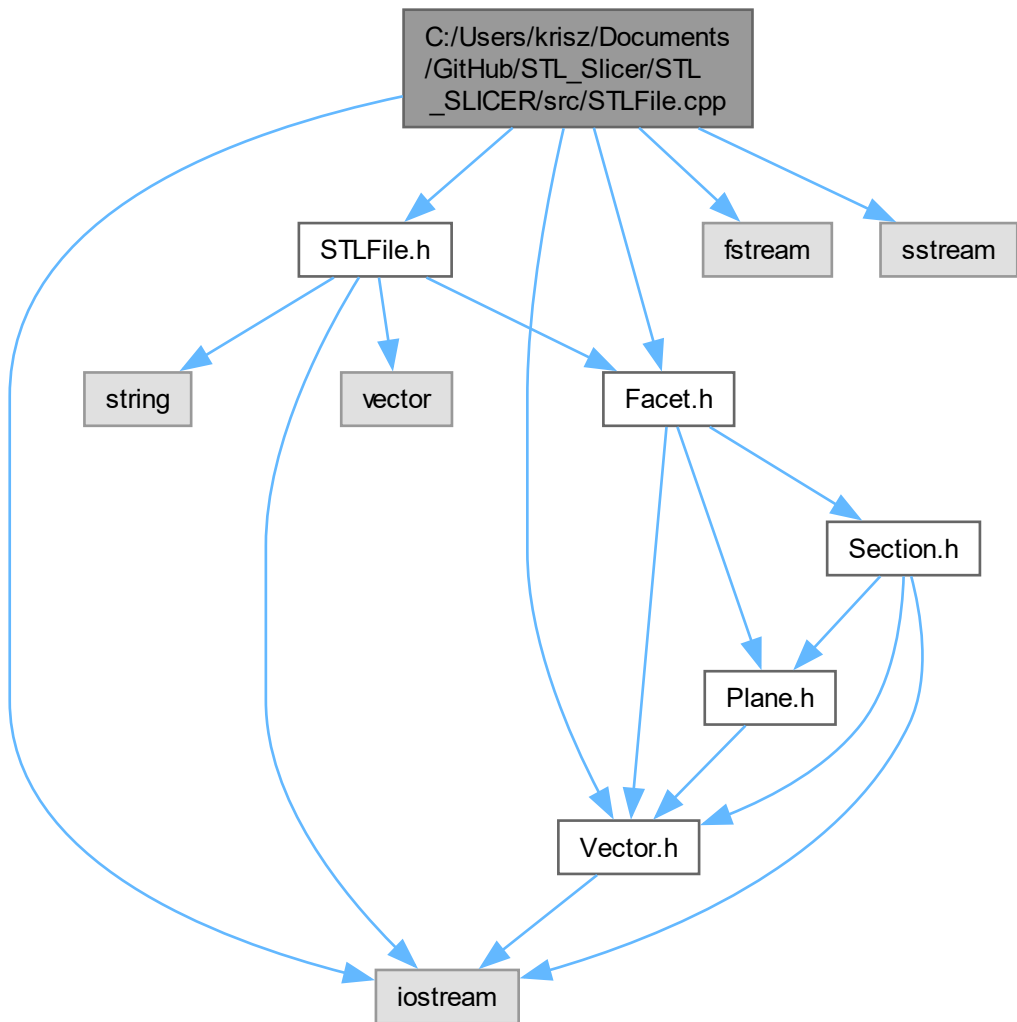 C:/Users/krisz/Documents
/GitHub/STL_Slicer/STL
_SLICER/src/STLFile.cpp
STLFile.h
fstream
sstream
string
vector
Facet.h
Section.h
Plane.h
Vector.h
iostream